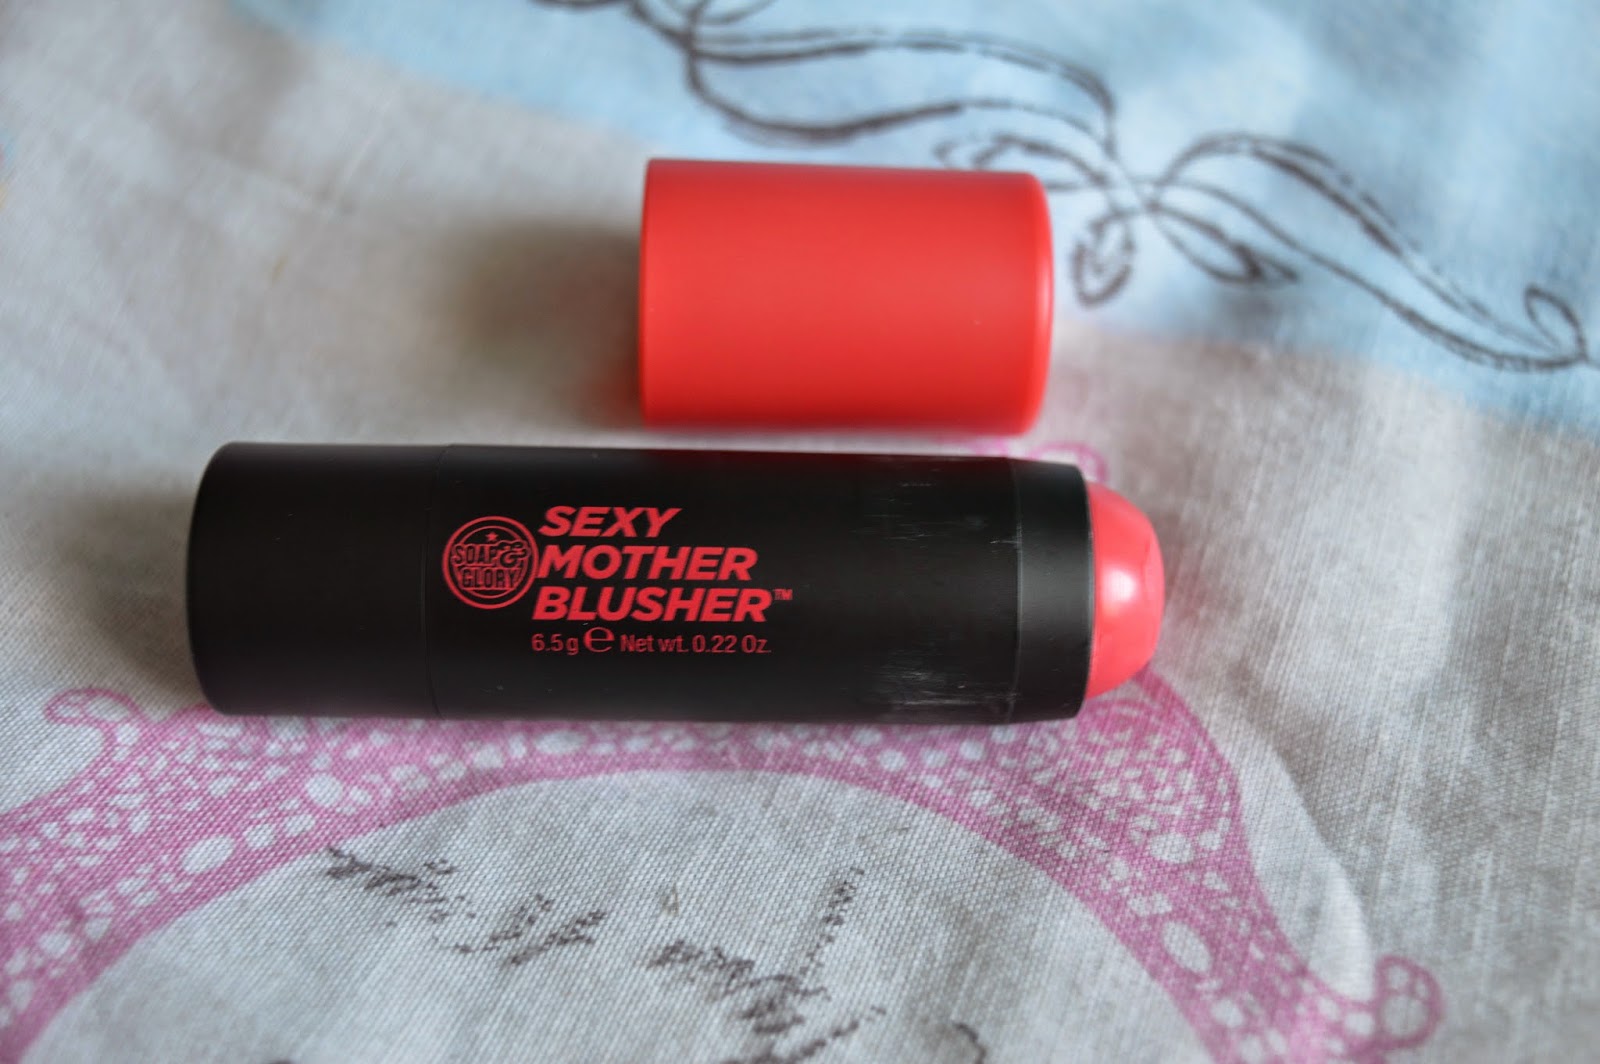 SOAP &
GLORY
SEXY
MOTHER
BLUSHER™
6.5g ℮ Net wt. 0.22 Oz.